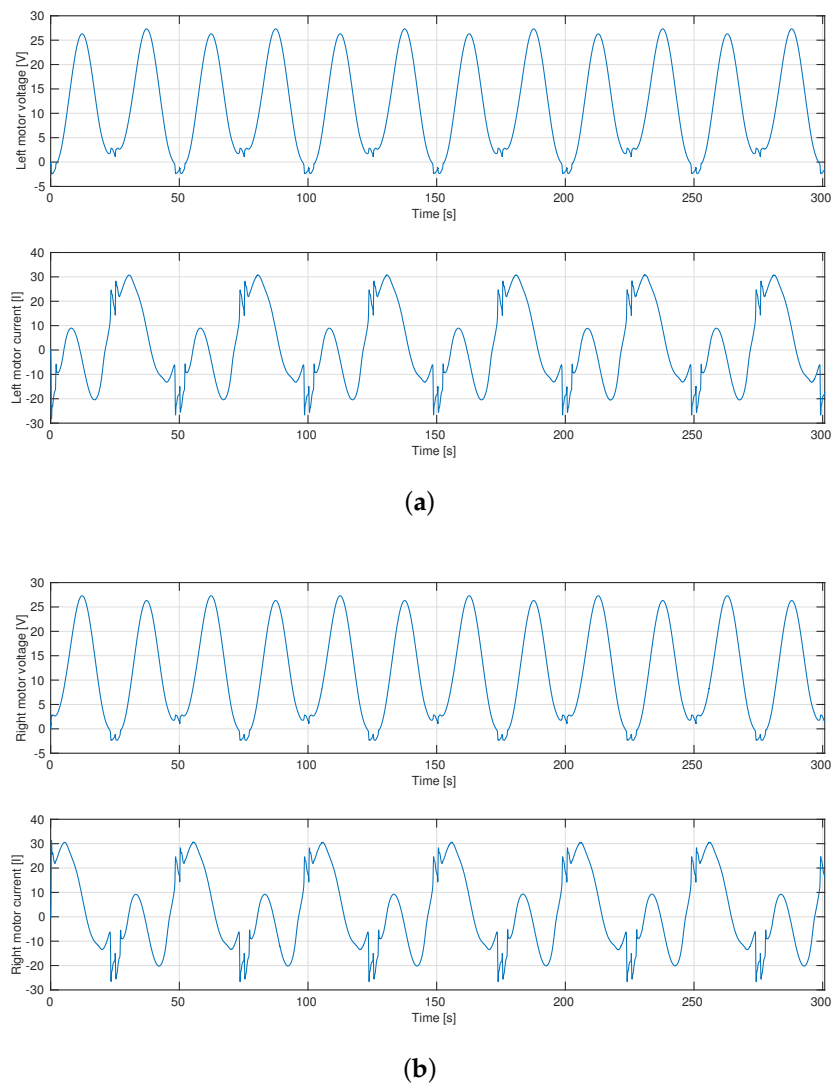 30
25
20
15
10
5
0
-5
Left motor voltage [V]
0 50 100 150 200 250 300
Time [s]
40
30
20
10
0
-10
-20
-30
Left motor current [I]
0 50 100 150 200 250 300
Time [s]
(a)
30
25
20
15
10
5
0
-5
Right motor voltage [V]
0 50 100 150 200 250 300
Time [s]
40
30
20
10
0
-10
-20
-30
Right motor current [I]
0 50 100 150 200 250 300
Time [s]
(b)